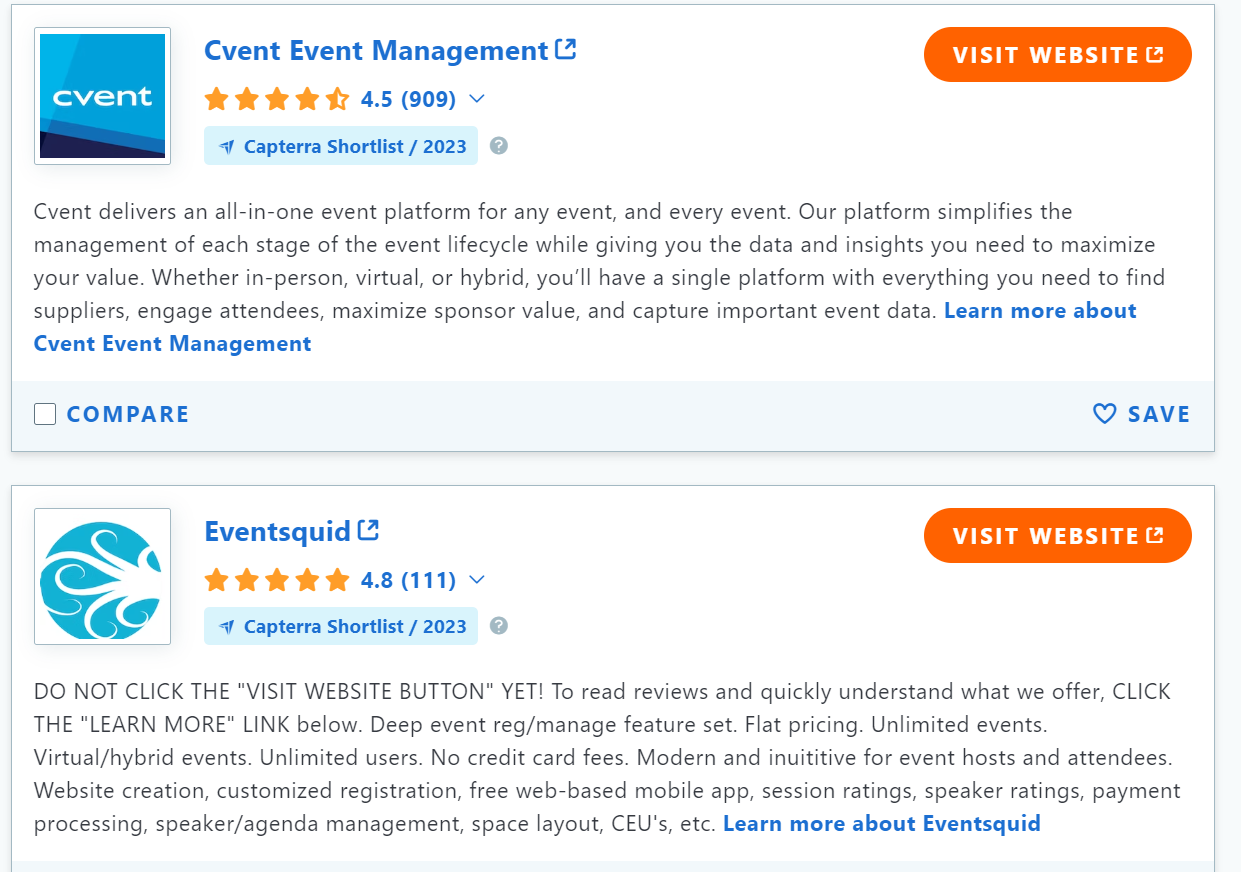 cvent
Cvent Event Management
VISIT WEBSITE
4.5 (909)
Capterra Shortlist / 2023
?
Cvent delivers an all-in-one event platform for any event, and every event. Our platform simplifies the
management of each stage of the event lifecycle while giving you the data and insights you need to maximize
your value. Whether in-person, virtual, or hybrid, you’ll have a single platform with everything you need to find
suppliers, engage attendees, maximize sponsor value, and capture important event data. Learn more about
Cvent Event Management
COMPARE
SAVE
Eventsquid
VISIT WEBSITE
4.8 (111)
Capterra Shortlist / 2023
?
DO NOT CLICK THE "VISIT WEBSITE BUTTON" YET! To read reviews and quickly understand what we offer, CLICK
THE "LEARN MORE" LINK below. Deep event reg/manage feature set. Flat pricing. Unlimited events.
Virtual/hybrid events. Unlimited users. No credit card fees. Modern and inuititive for event hosts and attendees.
Website creation, customized registration, free web-based mobile app, session ratings, speaker ratings, payment
processing, speaker/agenda management, space layout, CEU's, etc. Learn more about Eventsquid